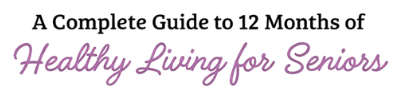 A Complete Guide to 12 Months of
Healthy Living for Seniors